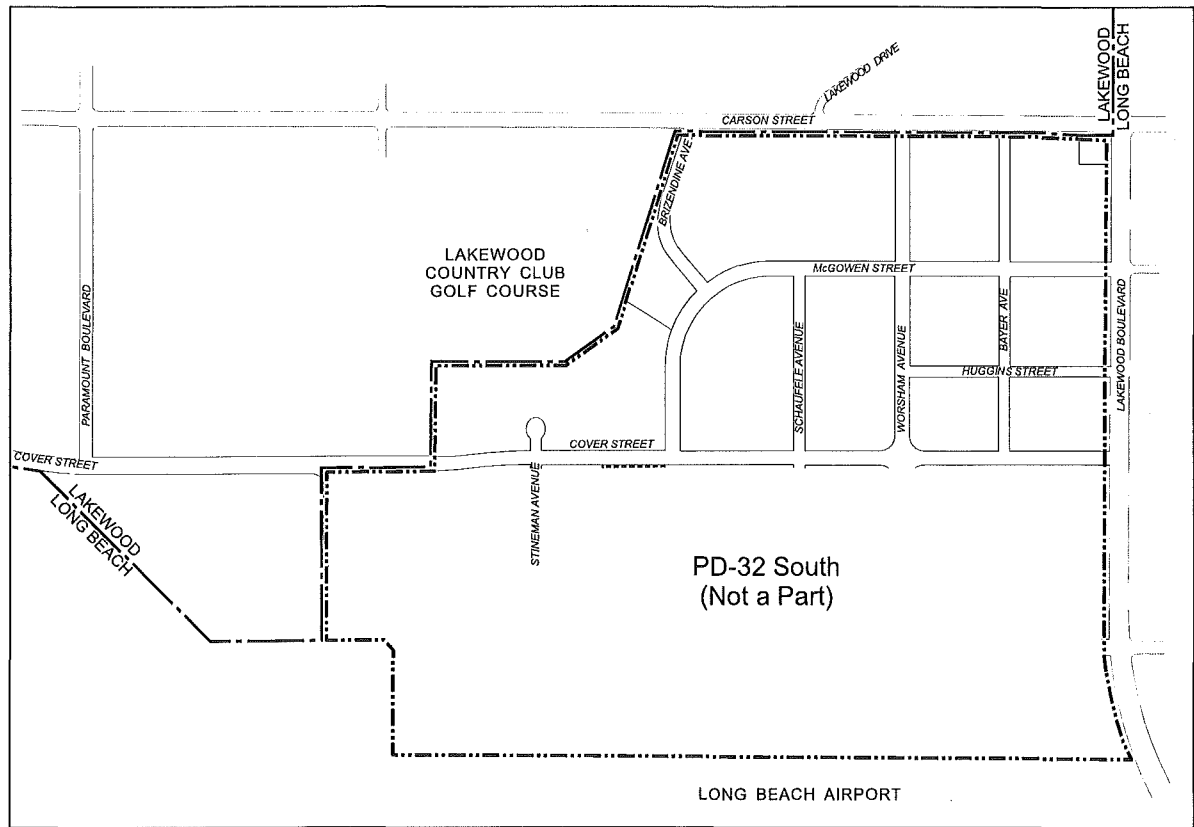 LAKEWOOD
LONG BEACH
LAKEWOOD DRIVE
CARSON STREET
BRIZENDINE AVE
LAKEWOOD
COUNTRY CLUB
GOLF COURSE
McGOWEN STREET
PARAMOUNT BOULEVARD
SCHAUFELE AVENUE
WORSHAM AVENUE
BAYER AVE
LAKEWOOD BOULEVARD
HUGGINS STREET
COVER STREET
COVER STREET
STINEMAN AVENUE
LAKEWOOD
LONG BEACH
PD-32 South
(Not a Part)
LONG BEACH AIRPORT